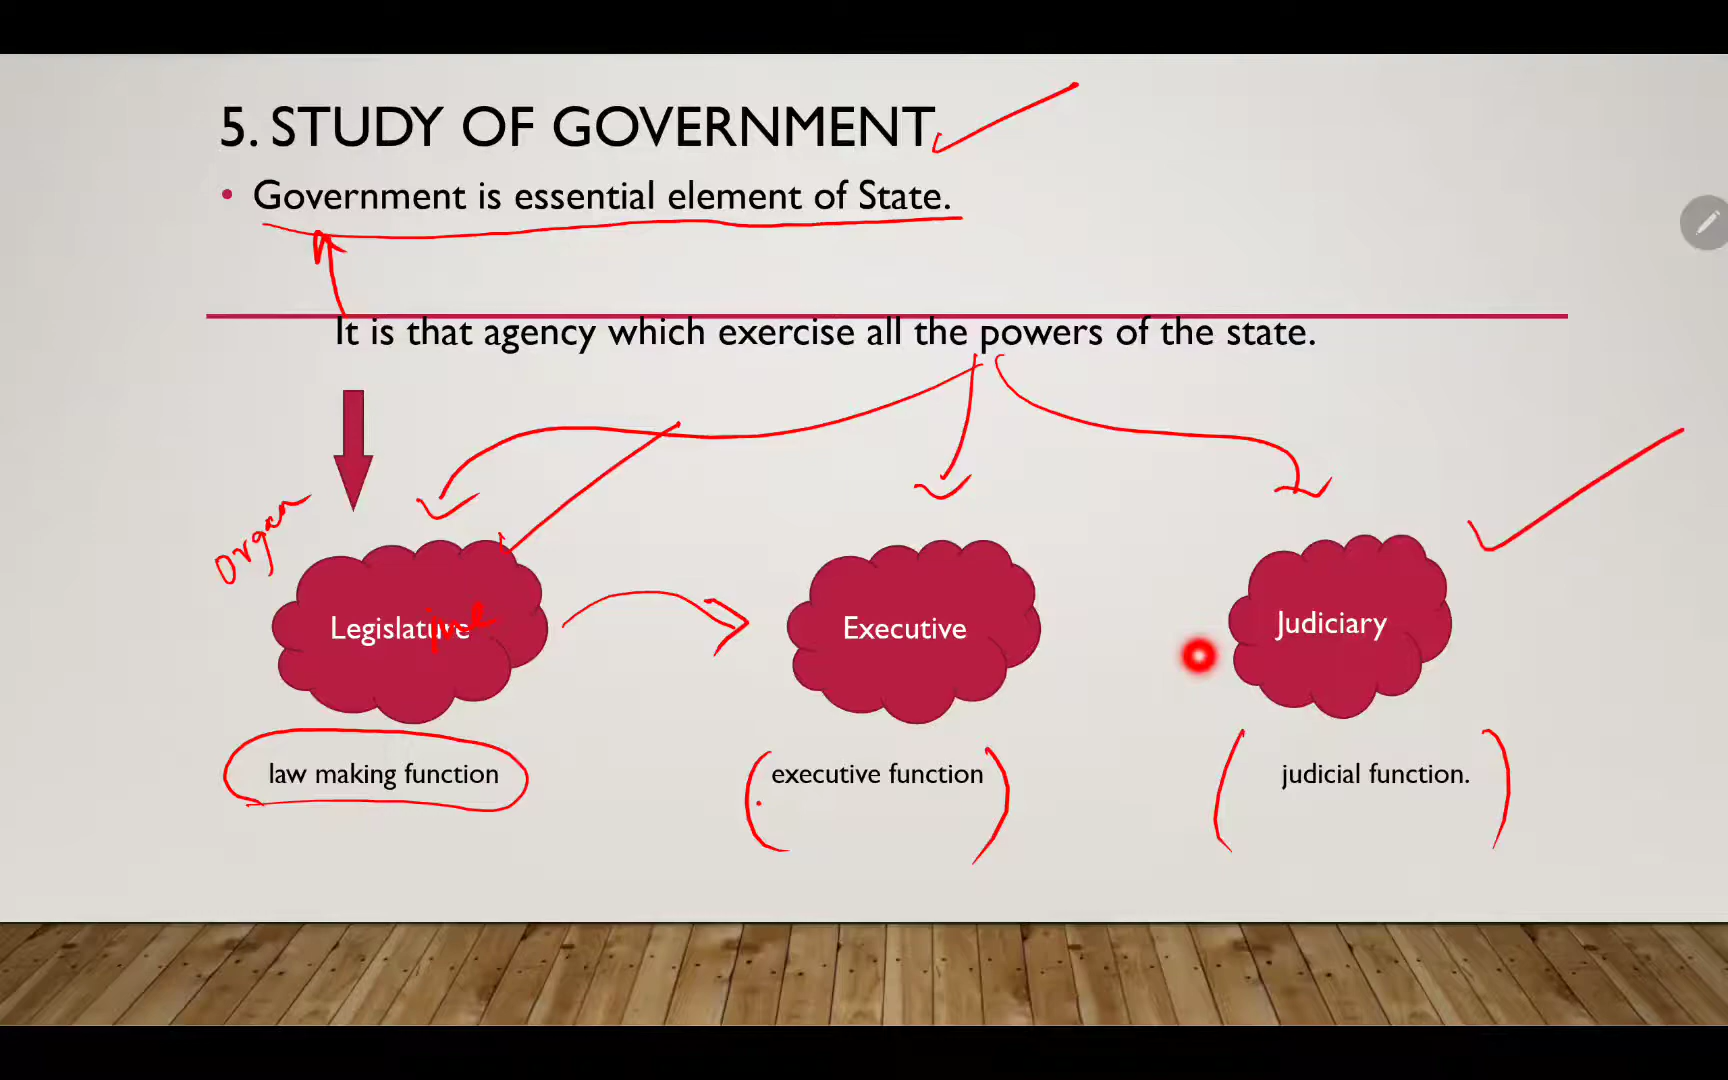 5. STUDY OF GOVERNMENT
• Government is essential element of State.
It is that agency which exercise all the powers of the state.
Organ
Legislature
Executive
Judiciary
law making function
executive function
judicial function.